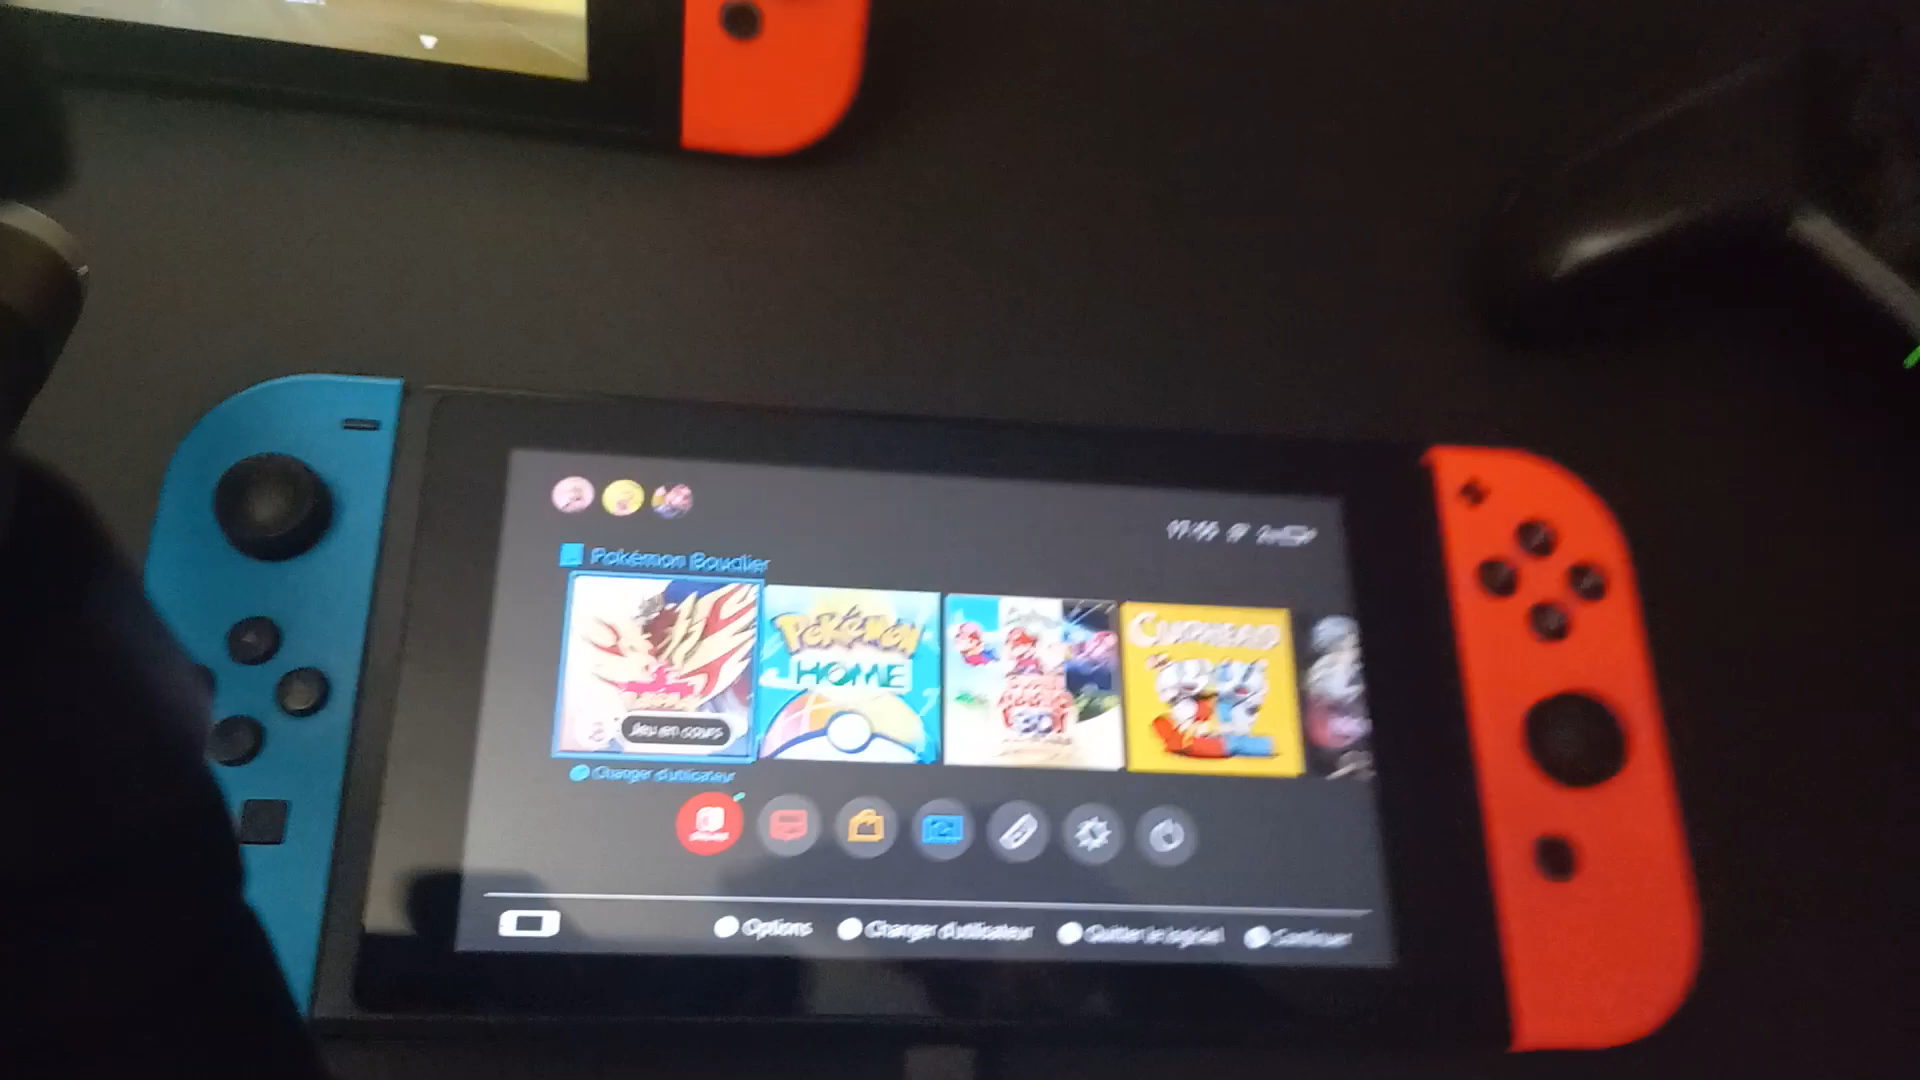 Pokémon Bouclier
Pokémon
HOME
CUPHEAD
Jeu en cours
Changer d'utilisateur
Options
Changer d'utilisateur
Quitter le logiciel
Continuer